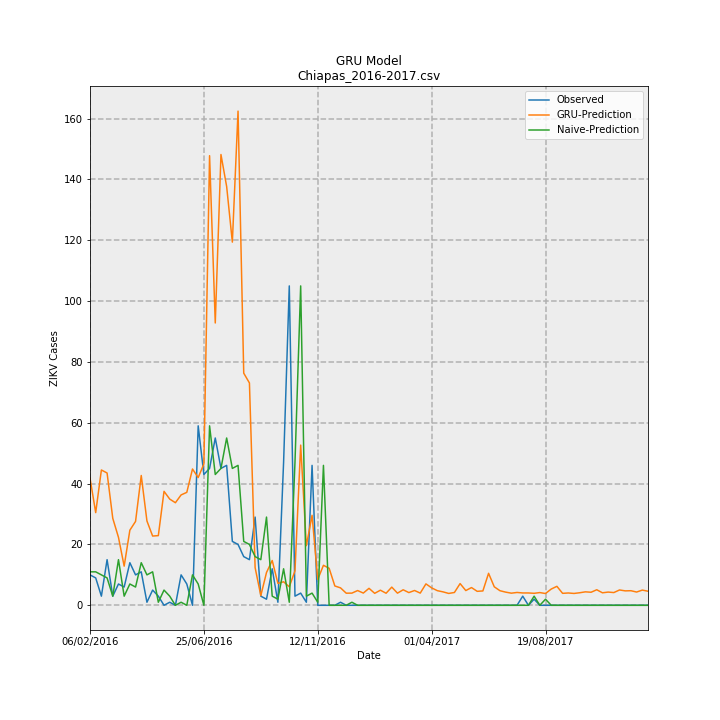 GRU Model
Chiapas_2016-2017.csv
Observed
GRU-Prediction
Naive-Prediction
ZIKV Cases
160
140
120
100
80
60
40
20
0
06/02/2016
25/06/2016
12/11/2016
01/04/2017
19/08/2017
Date